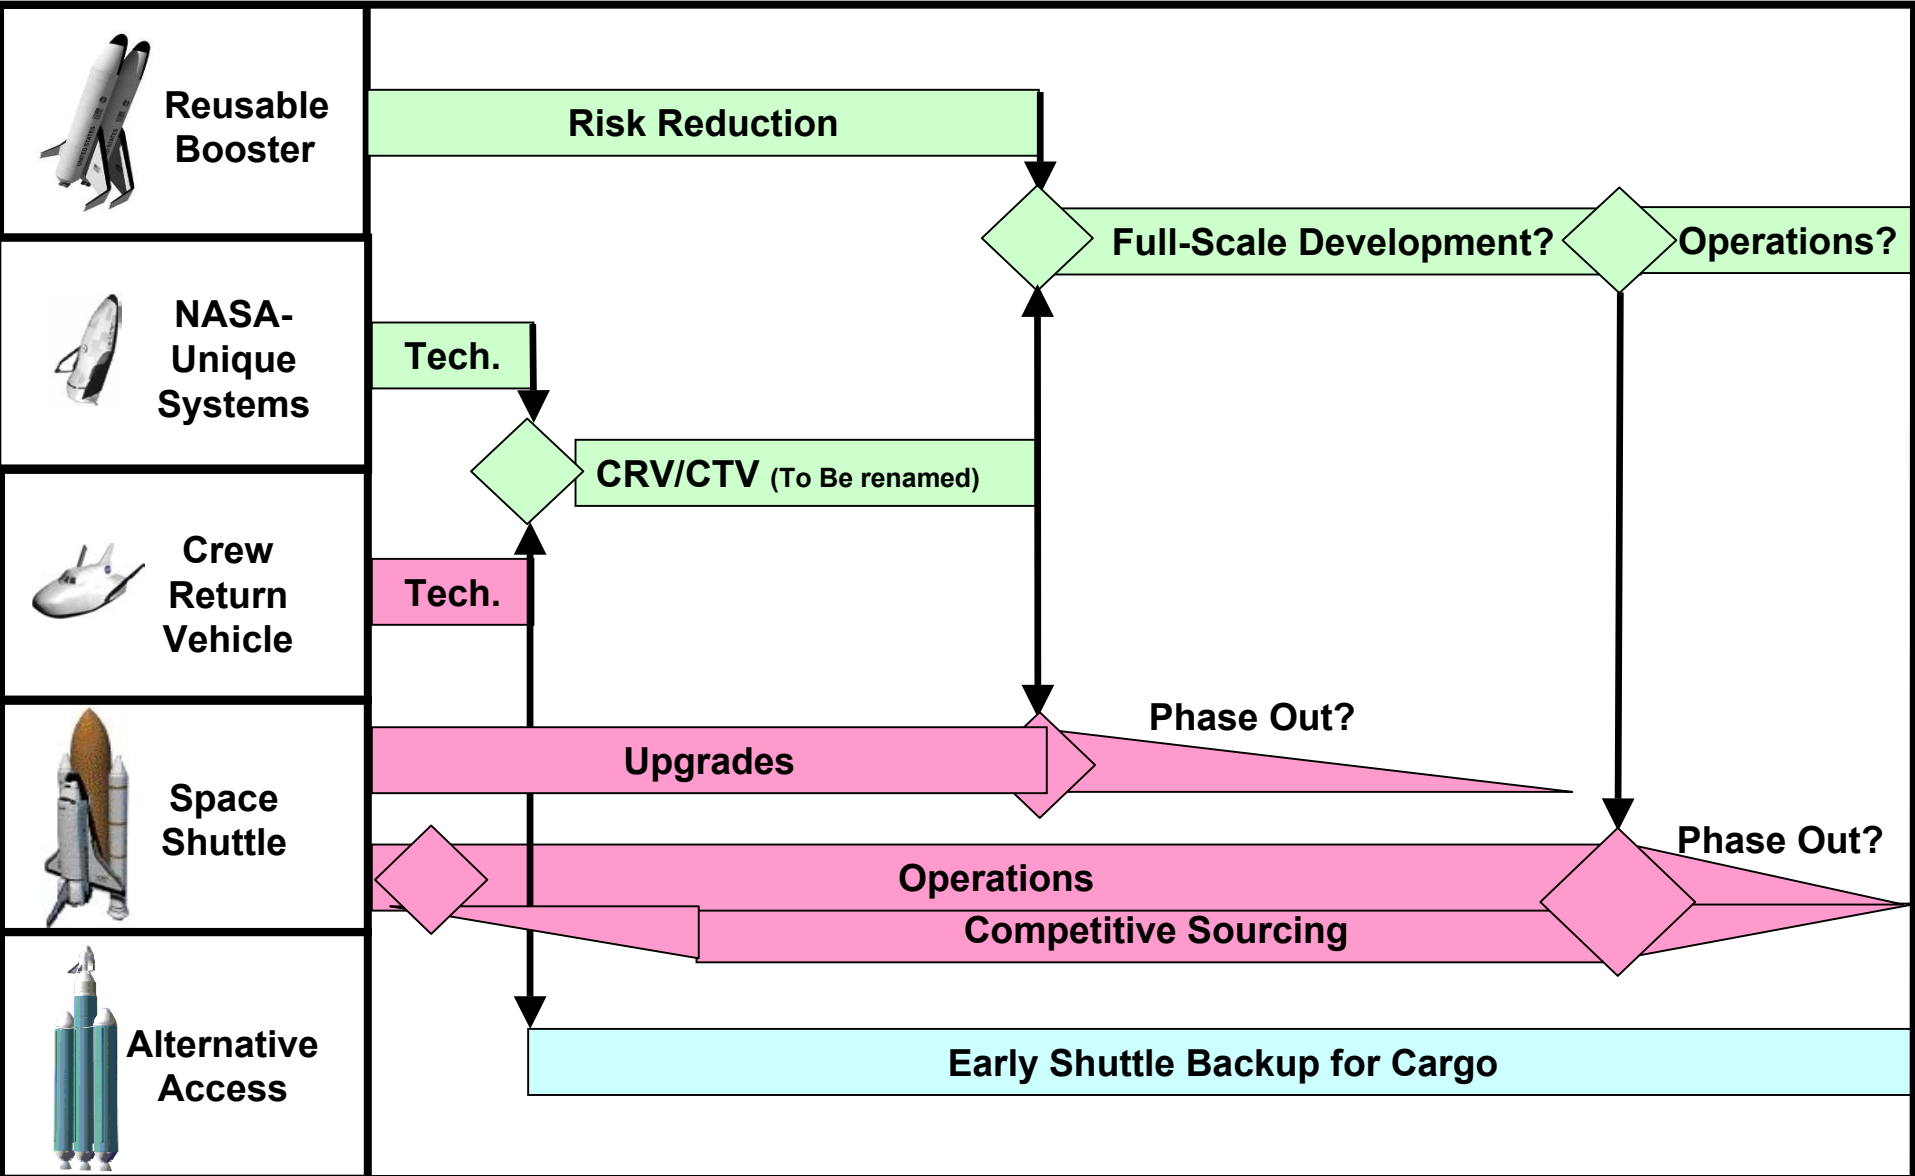 Reusable
Booster
Risk Reduction
Full-Scale Development?
Operations?
NASA-
Unique
Systems
Tech.
CRV/CTV (To Be renamed)
Crew
Return
Vehicle
Tech.
Space
Shuttle
Upgrades
Phase Out?
Operations
Phase Out?
Competitive Sourcing
Alternative
Access
Early Shuttle Backup for Cargo